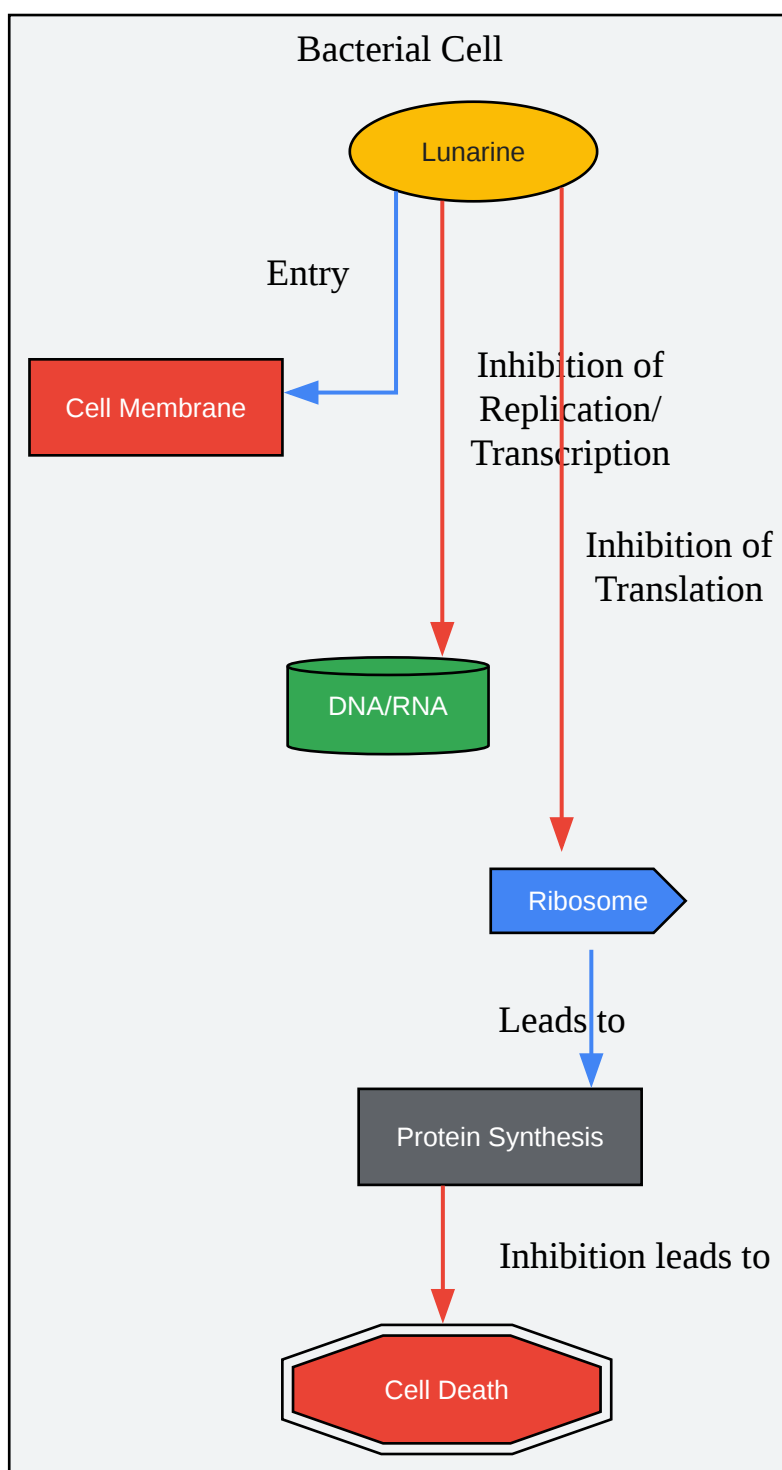 Bacterial Cell
Lunarine
Entry
Inhibition of
Replication/
Transcription
Cell Membrane
Inhibition of
Translation
DNA/RNA
Ribosome
Leads to
Protein Synthesis
Inhibition leads to
Cell Death